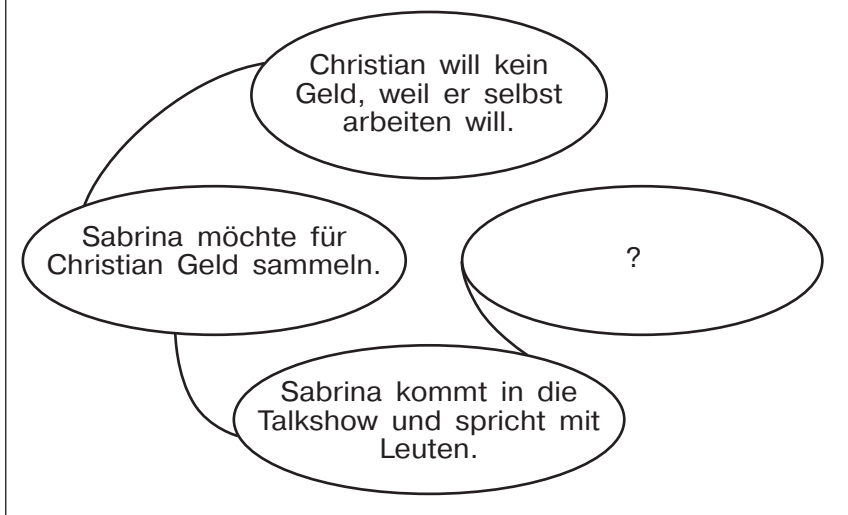 Christian will kein
Geld, weil er selbst
arbeiten will.
Sabrina möchte für
Christian Geld sammeln.
?
Sabrina kommt in die
Talkshow und spricht mit
Leuten.